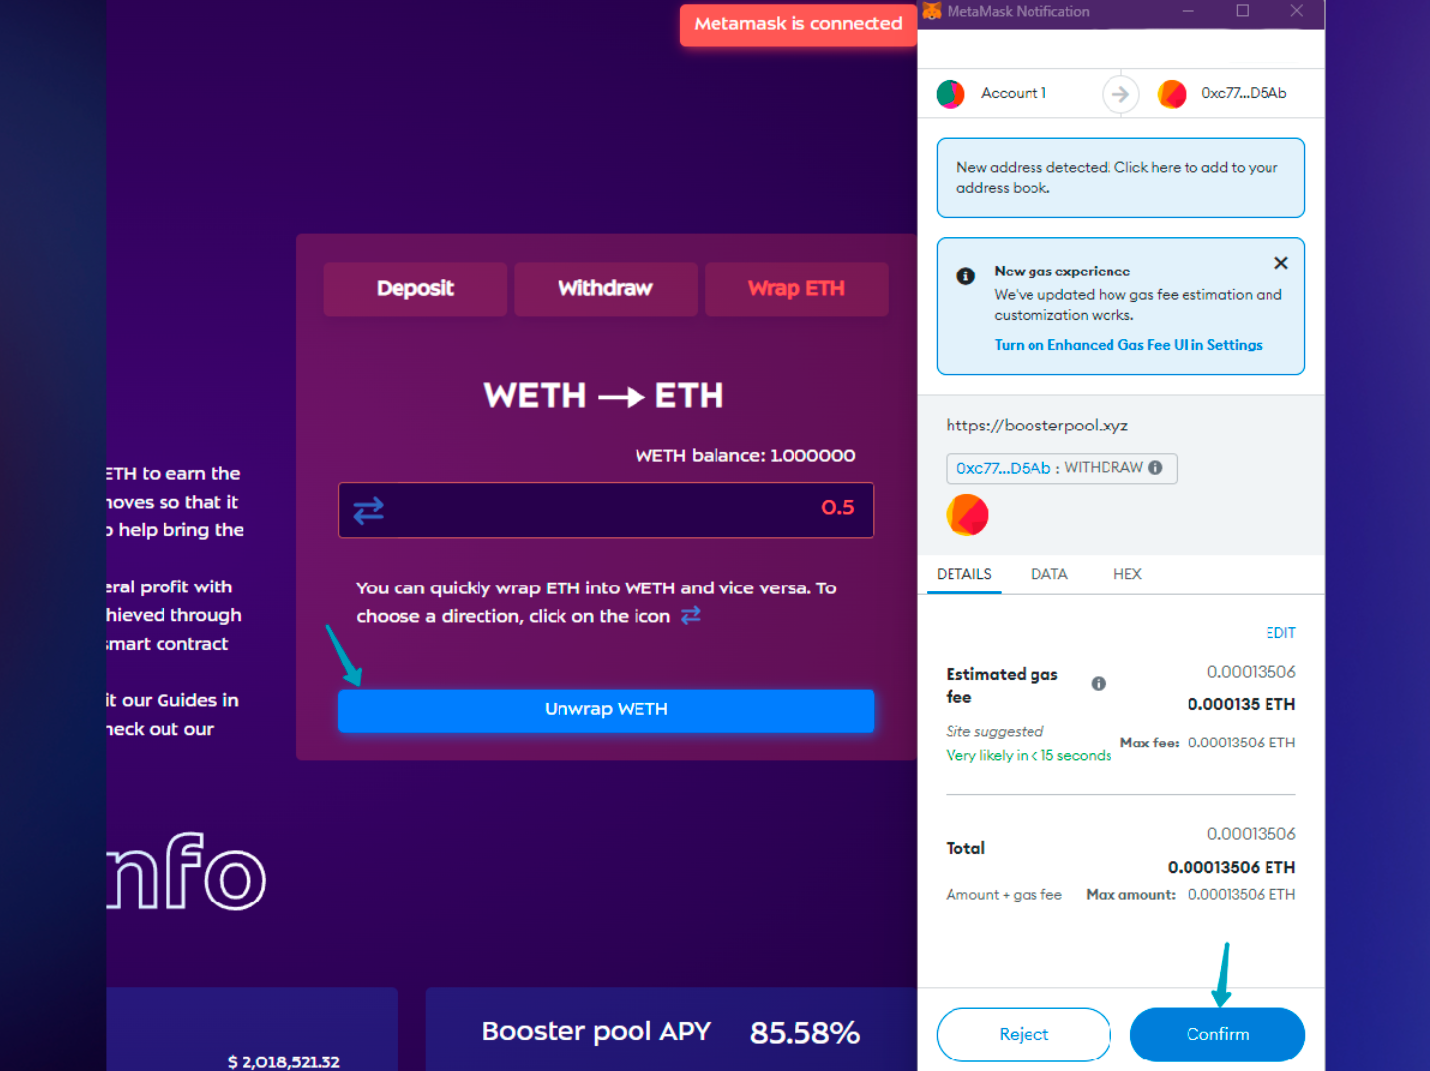 Metamask is connected
Deposit
Withdraw
Wrap ETH
WETH → ETH
WETH balance: 1.000000
0.5
You can quickly wrap ETH into WETH and vice versa. To
choose a direction, click on the icon
Unwrap WETH
ETH to earn the
noves so that it
help bring the
eral profit with
hieved through
smart contract
it our Guides in
heck out our
nfo
$ 2,018,521.32
Booster pool APY 85.58%
MetaMask Notification
Account 1
0xc77...D5Ab
New address detected! Click here to add to your
address book.
New gas experience
We've updated how gas fee estimation and
customization works.
Turn on Enhanced Gas Fee UI in Settings
https://boosterpool.xyz
0xc77...D5Ab : WITHDRAW
DETAILS
DATA
HEX
EDIT
Estimated gas
fee
0.00013506
0.000135 ETH
Site suggested
Very likely in < 15 seconds
Max fee: 0.00013506 ETH
0.00013506
Total
0.00013506 ETH
Amount + gas fee
Max amount: 0.00013506 ETH
Reject
Confirm